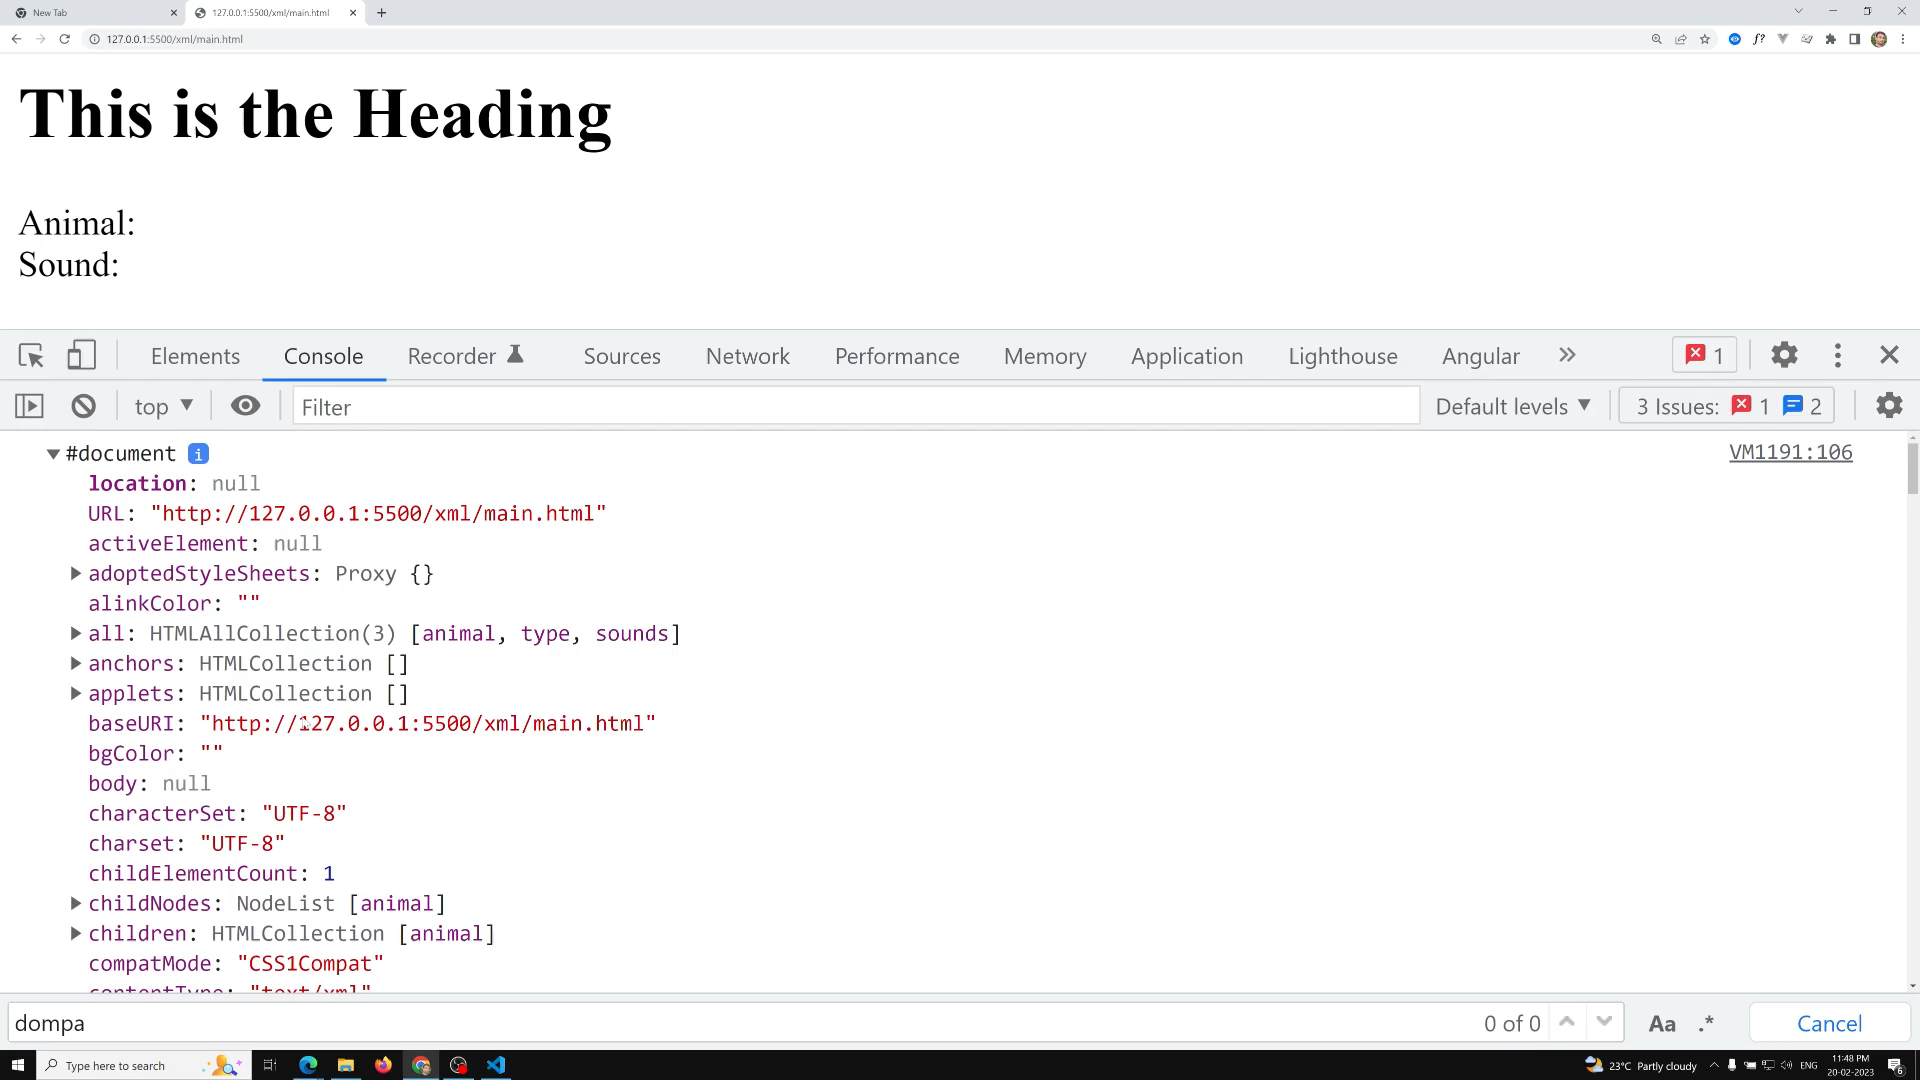 New Tab
127.0.0.1:5500/xml/main.html
127.0.0.1:5500/xml/main.html
f?
This is the Heading
Animal:
Sound:
Elements Console Recorder Sources Network Performance Memory Application Lighthouse Angular 1
top Filter Default levels 3 Issues: 1 2
#document i VM1191:106
location: null
URL: "http://127.0.0.1:5500/xml/main.html"
activeElement: null
adoptedStyleSheets: Proxy {}
alinkColor: ""
all: HTMLAllCollection(3) [animal, type, sounds]
anchors: HTMLCollection []
applets: HTMLCollection []
baseURI: "http://127.0.0.1:5500/xml/main.html"
bgColor: ""
body: null
characterSet: "UTF-8"
charset: "UTF-8"
childElementCount: 1
childNodes: NodeList [animal]
children: HTMLCollection [animal]
compatMode: "CSS1Compat"
contentType: "text/xml"
dompa 0 of 0 Aa .* Cancel
Type here to search 23°C Partly cloudy ENG 11:48 PM
20-02-2023 6